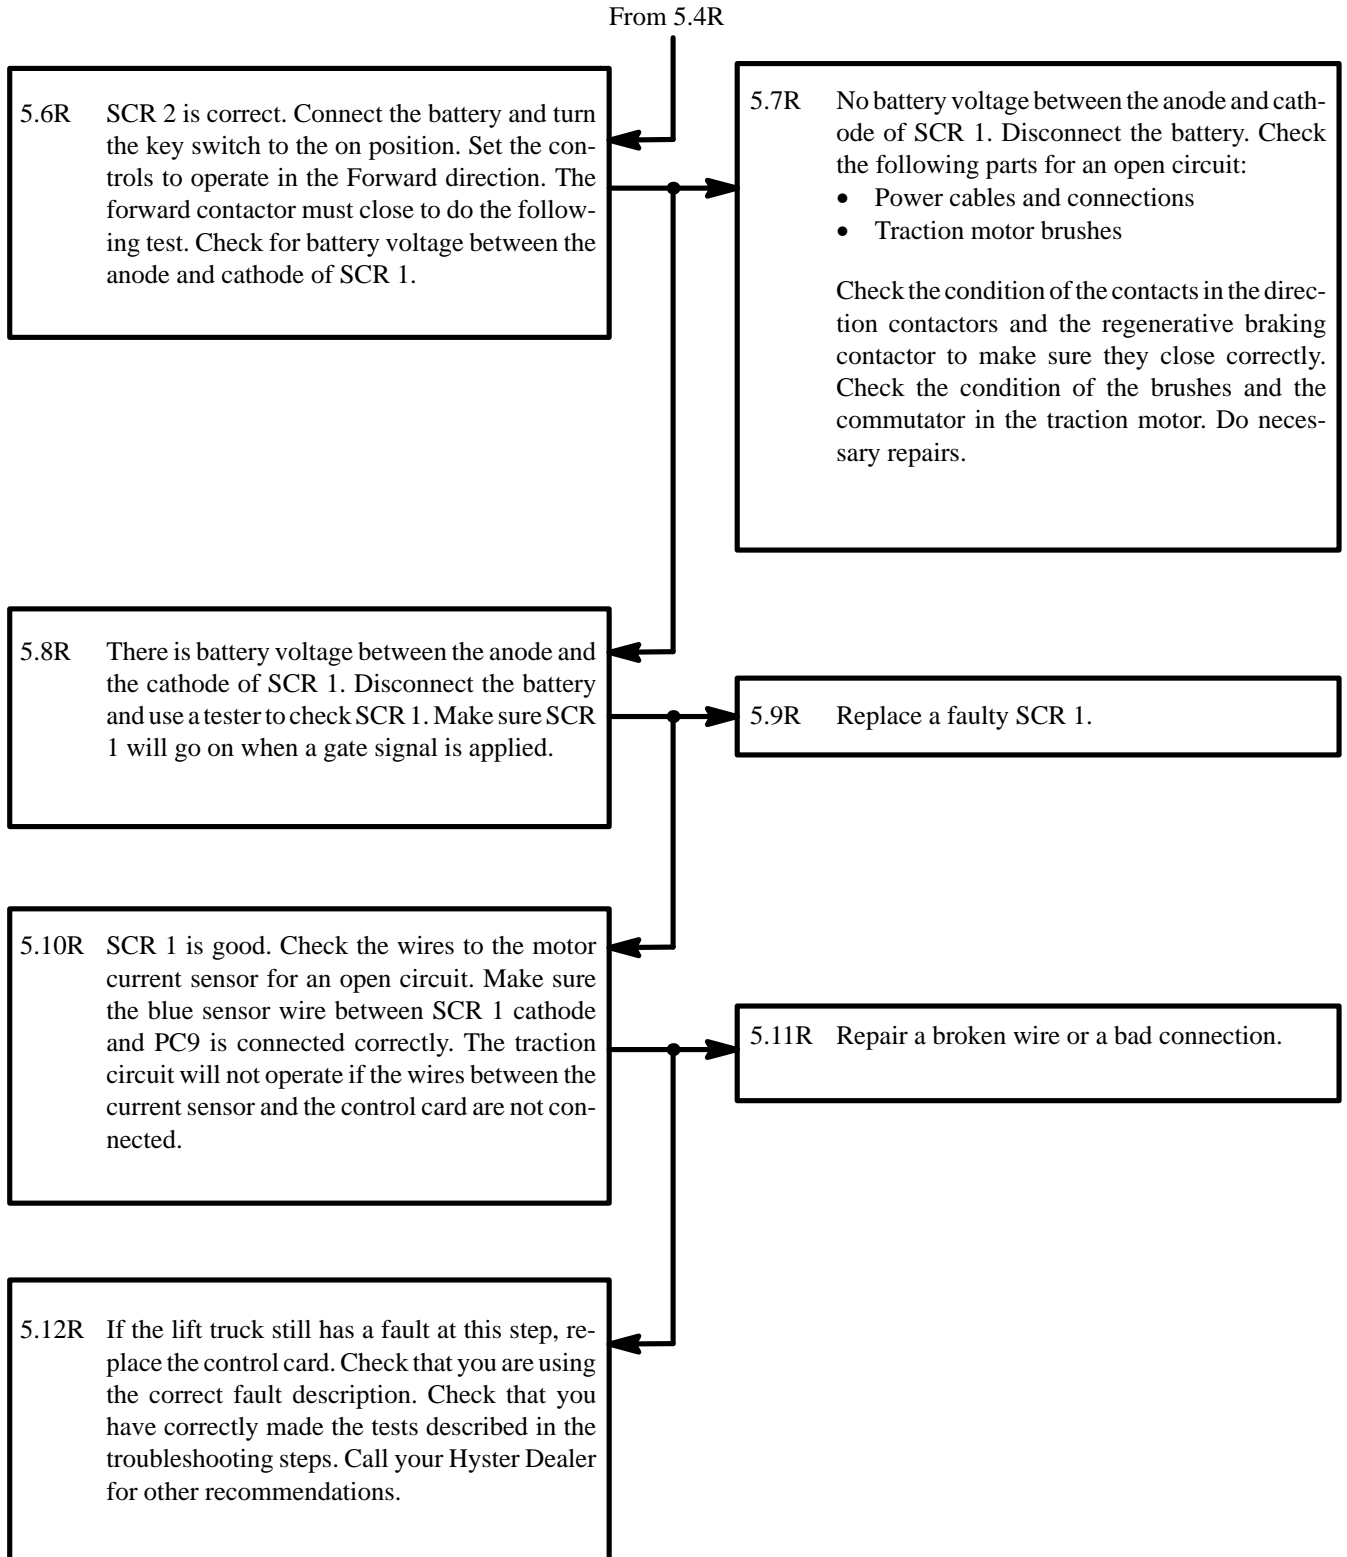 From 5.4R
5.6R SCR 2 is correct. Connect the battery and turn
the key switch to the on position. Set the con-
trols to operate in the Forward direction. The
forward contactor must close to do the follow-
ing test. Check for battery voltage between the
anode and cathode of SCR 1.
5.7R No battery voltage between the anode and cath-
ode of SCR 1. Disconnect the battery. Check
the following parts for an open circuit:
• Power cables and connections
• Traction motor brushes
Check the condition of the contacts in the direc-
tion contactors and the regenerative braking
contactor to make sure they close correctly.
Check the condition of the brushes and the
commutator in the traction motor. Do neces-
sary repairs.
5.8R There is battery voltage between the anode and
the cathode of SCR 1. Disconnect the battery
and use a tester to check SCR 1. Make sure SCR
1 will go on when a gate signal is applied.
5.9R Replace a faulty SCR 1.
5.10R SCR 1 is good. Check the wires to the motor
current sensor for an open circuit. Make sure
the blue sensor wire between SCR 1 cathode
and PC9 is connected correctly. The traction
circuit will not operate if the wires between the
current sensor and the control card are not con-
nected.
5.11R Repair a broken wire or a bad connection.
5.12R If the lift truck still has a fault at this step, re-
place the control card. Check that you are using
the correct fault description. Check that you
have correctly made the tests described in the
troubleshooting steps. Call your Hyster Dealer
for other recommendations.